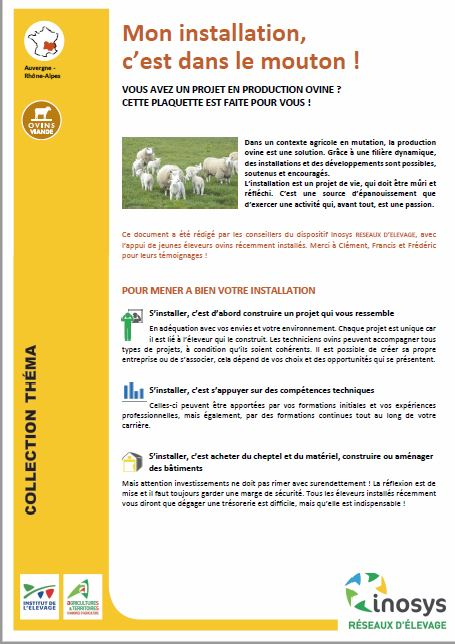 Mon installation,
c'est dans le mouton !
VOUS AVEZ UN PROJET EN PRODUCTION OVINE ?
CETTE PLAQUETTE EST FAITE POUR VOUS !
Auvergne -
Rhône-Alpes
OVINS
VIANDE
Dans un contexte agricole en mutation, la production
ovine est une solution. Grâce à une filière dynamique,
des installations et des développements sont possibles,
soutenus et encouragés.
L'installation est un projet de vie, qui doit être mûri et
réfléchi. C'est une source d'épanouissement que
d'exercer une activité qui, avant tout, est une passion.
Ce document a été rédigé par les conseillers du dispositif Inosys RESEAUX D'ELEVAGE, avec
l'appui de jeunes éleveurs ovins récemment installés. Merci à Clément, Francis et Frédéric
pour leurs témoignages !
POUR MENER A BIEN VOTRE INSTALLATION
S'installer, c'est d'abord construire un projet qui vous ressemble
En adéquation avec vos envies et votre environnement. Chaque projet est unique car
il est lié à l'éleveur qui le construit. Les techniciens ovins peuvent accompagner tous
types de projets, à condition qu'ils soient cohérents. Il est possible de créer sa propre
entreprise ou de s'associer, cela dépend de vos choix et des opportunités qui se présentent.
S'installer, c'est s'appuyer sur des compétences techniques
Celles-ci peuvent être apportées par vos formations initiales et vos expériences
professionnelles, mais également, par des formations continues tout au long de votre
carrière.
S'installer, c'est acheter du cheptel et du matériel, construire ou aménager
des bâtiments
Mais attention investissements ne doit pas rimer avec surendettement ! La réflexion est de
mise et il faut toujours garder une marge de sécurité. Tous les éleveurs installés récemment
vous diront que dégager une trésorerie est difficile, mais qu'elle est indispensable !
COLLECTION THÉMA
INSTITUT DE
L'ELEVAGE
AGRICULTURES
& TERRITOIRES
CHAMBRES D'AGRICULTURE
inosys
RÉSEAUX D'ÉLEVAGE